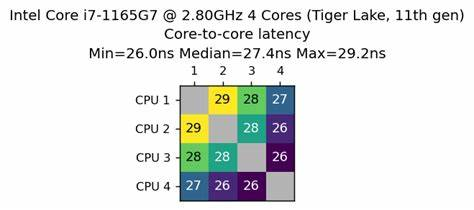 Intel Core i7-1165G7 @ 2.80GHz 4 Cores (Tiger Lake, 11th gen)
Core-to-core latency
Min=26.0ns Median=27.4ns Max=29.2ns
1 2 3 4
CPU 1 29 28 27
CPU 2 29 28 26
CPU 3 28 28 26
CPU 4 27 26 26